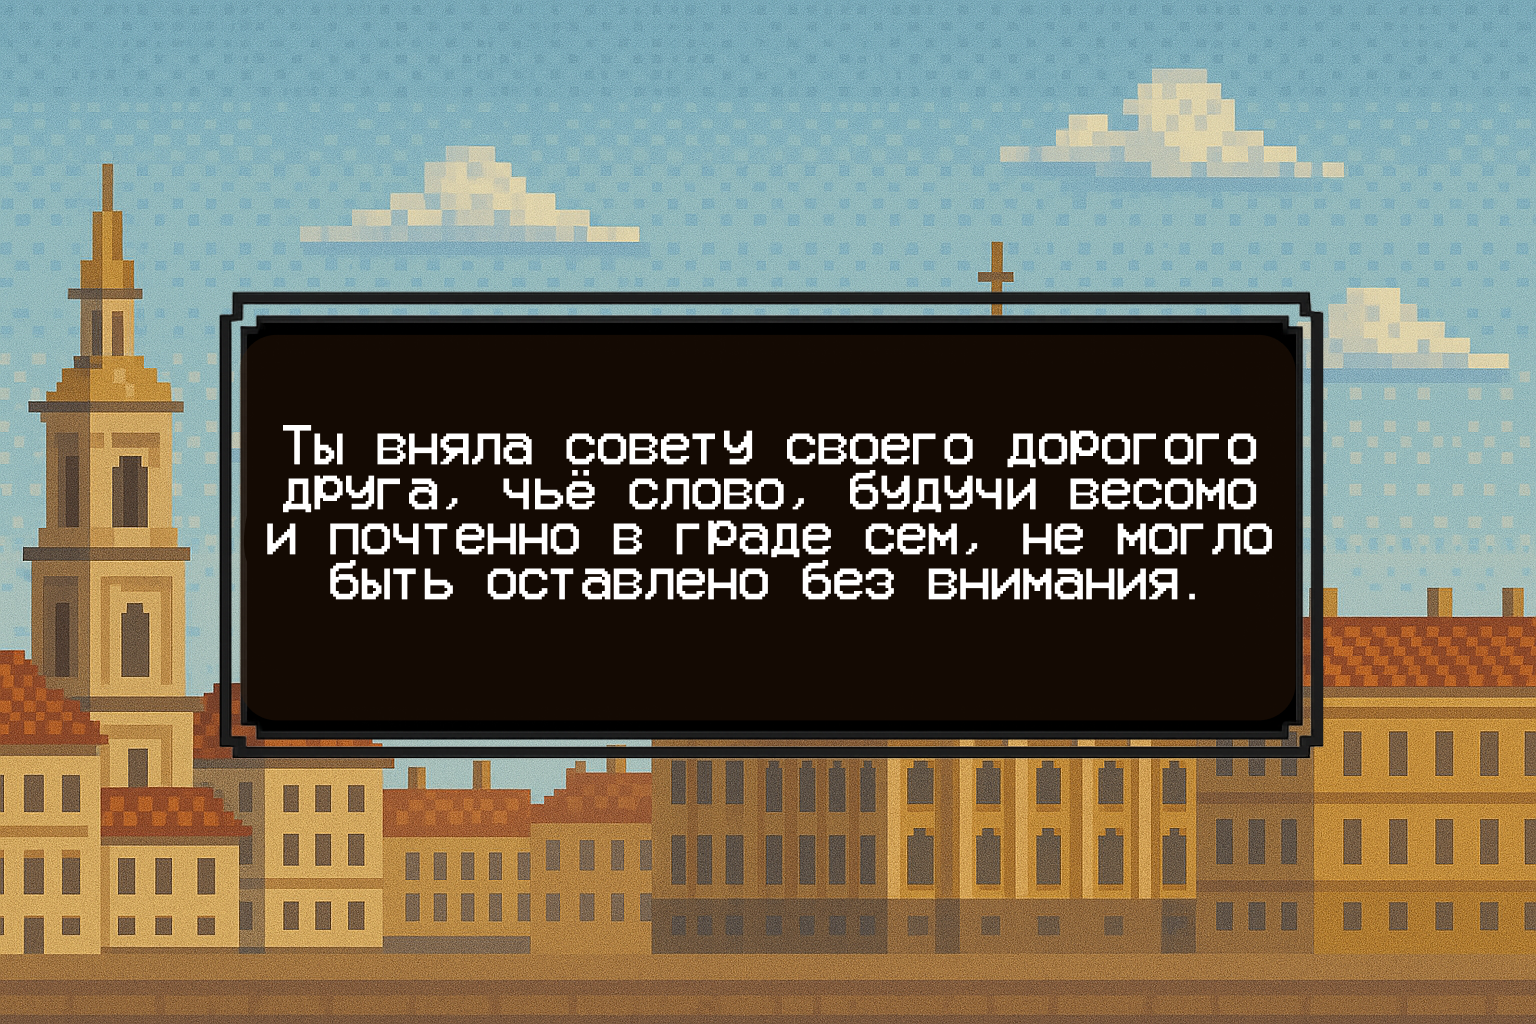 Ты вняла совету своего дорогого
друга, чьё слово, будучи весомо
и почтенно в граде сем, не могло
быть оставлено без внимания.